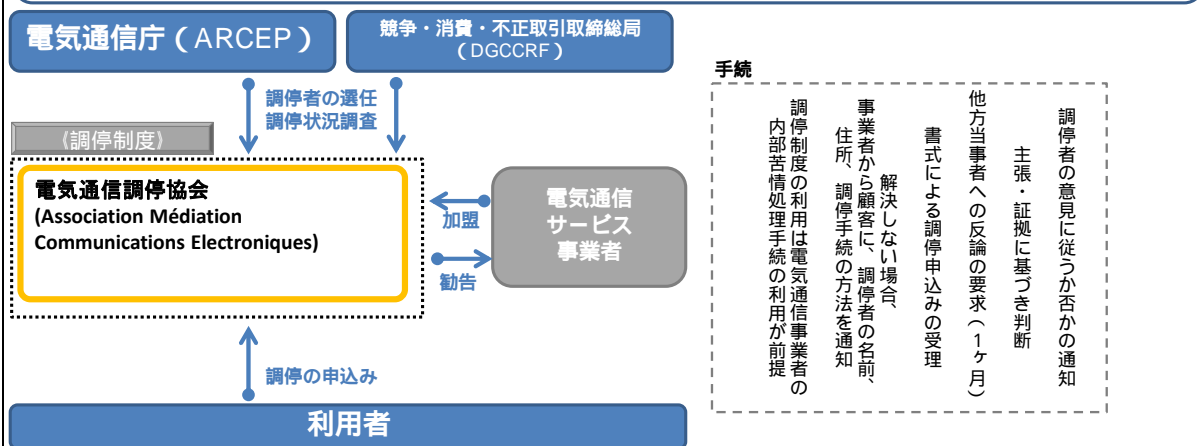 電気通信庁（ARCEP）
競争・消費・不正取引取締総局
（DGCCRF）
調停者の選任
調停状況調査
《調停制度》
電気通信調停協会
(Association Médiation
Communications Electroniques)
加盟
勧告
電気通信
サービス
事業者
調停の申込み
利用者
手続
調停者の意見に従うか否かの通知
主張・証拠に基づき判断
他方当事者への反論の要求（1ヶ月）
書式による調停申込みの受理
解決しない場合、
事業者から顧客に、調停者の名前、
住所、調停手続の方法を通知
調停制度の利用は電気通信事業者の
内部苦情処理手続の利用が前提